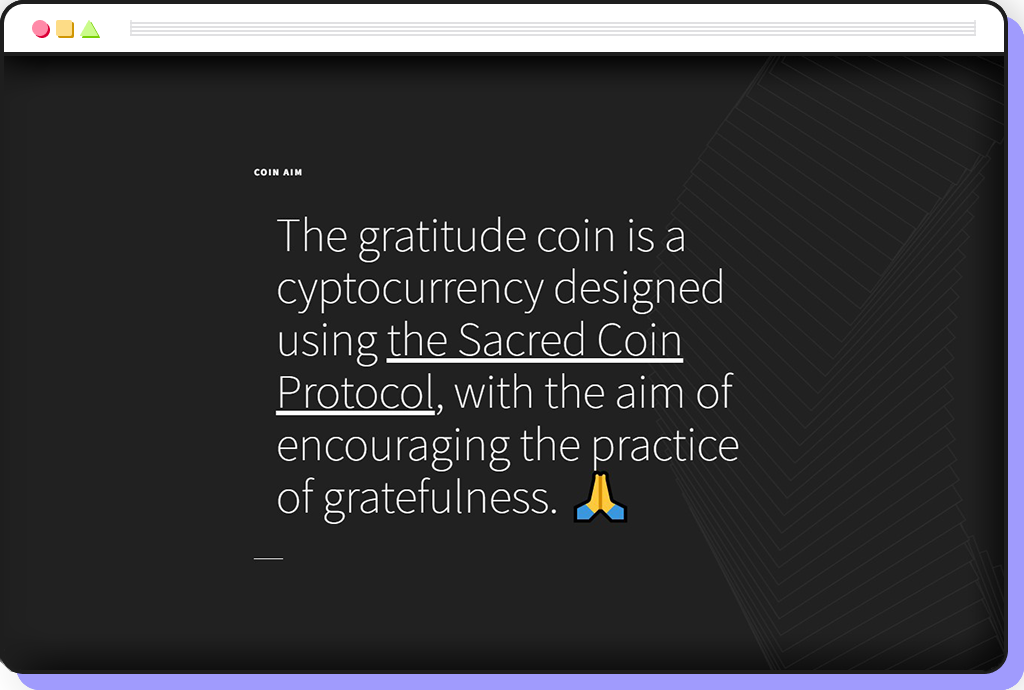 COIN AIM
The gratitude coin is a
cyptocurrency designed
using the Sacred Coin
Protocol, with the aim of
encouraging the practice
of gratefulness. 🙏